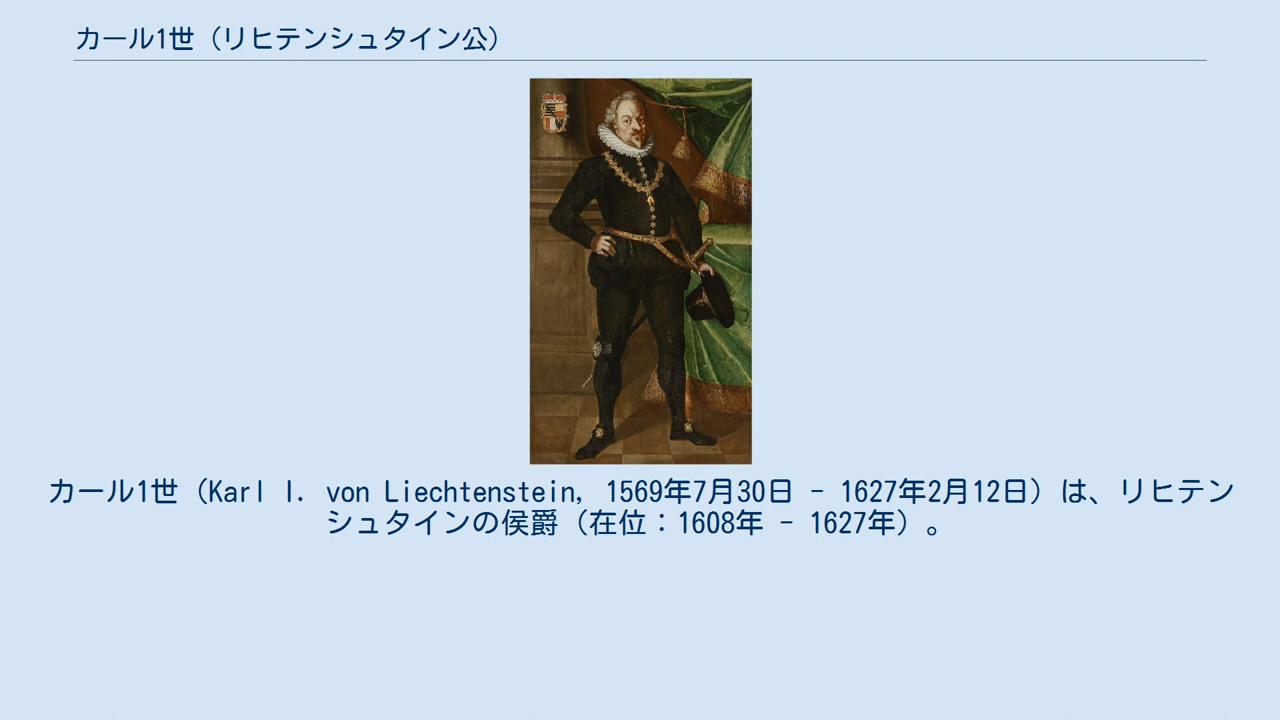 カール1世（リヒテンシュタイン公）
カール1世（Karl I. von Liechtenstein, 1569年7月30日 - 1627年2月12日）は、リヒテン
シュタインの侯爵（在位：1608年 - 1627年）。